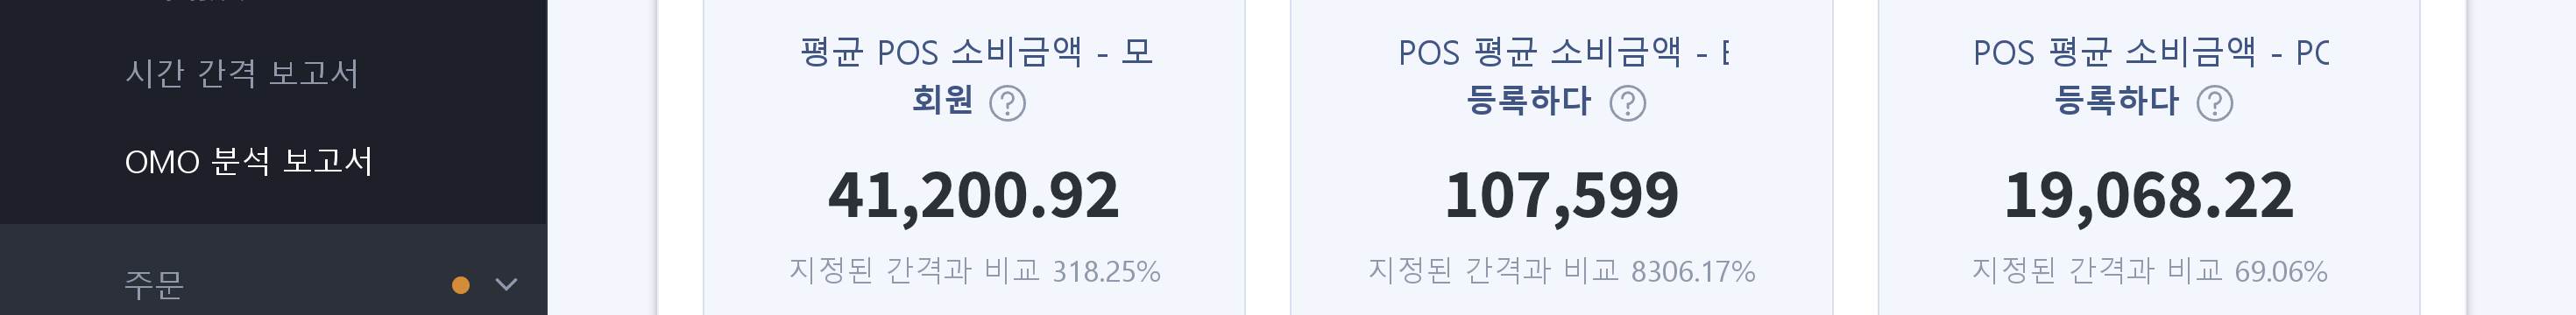 시간 간격 보고서
OMO 분석 보고서
주문
평균 POS 소비금액 - 모
회원
41,200.92
지정된 간격과 비교 318.25%
POS 평균 소비금액 -
등록하다
107,599
지정된 간격과 비교 8306.17%
POS 평균 소비금액 - PO
등록하다
19,068.22
지정된 간격과 비교 69.06%